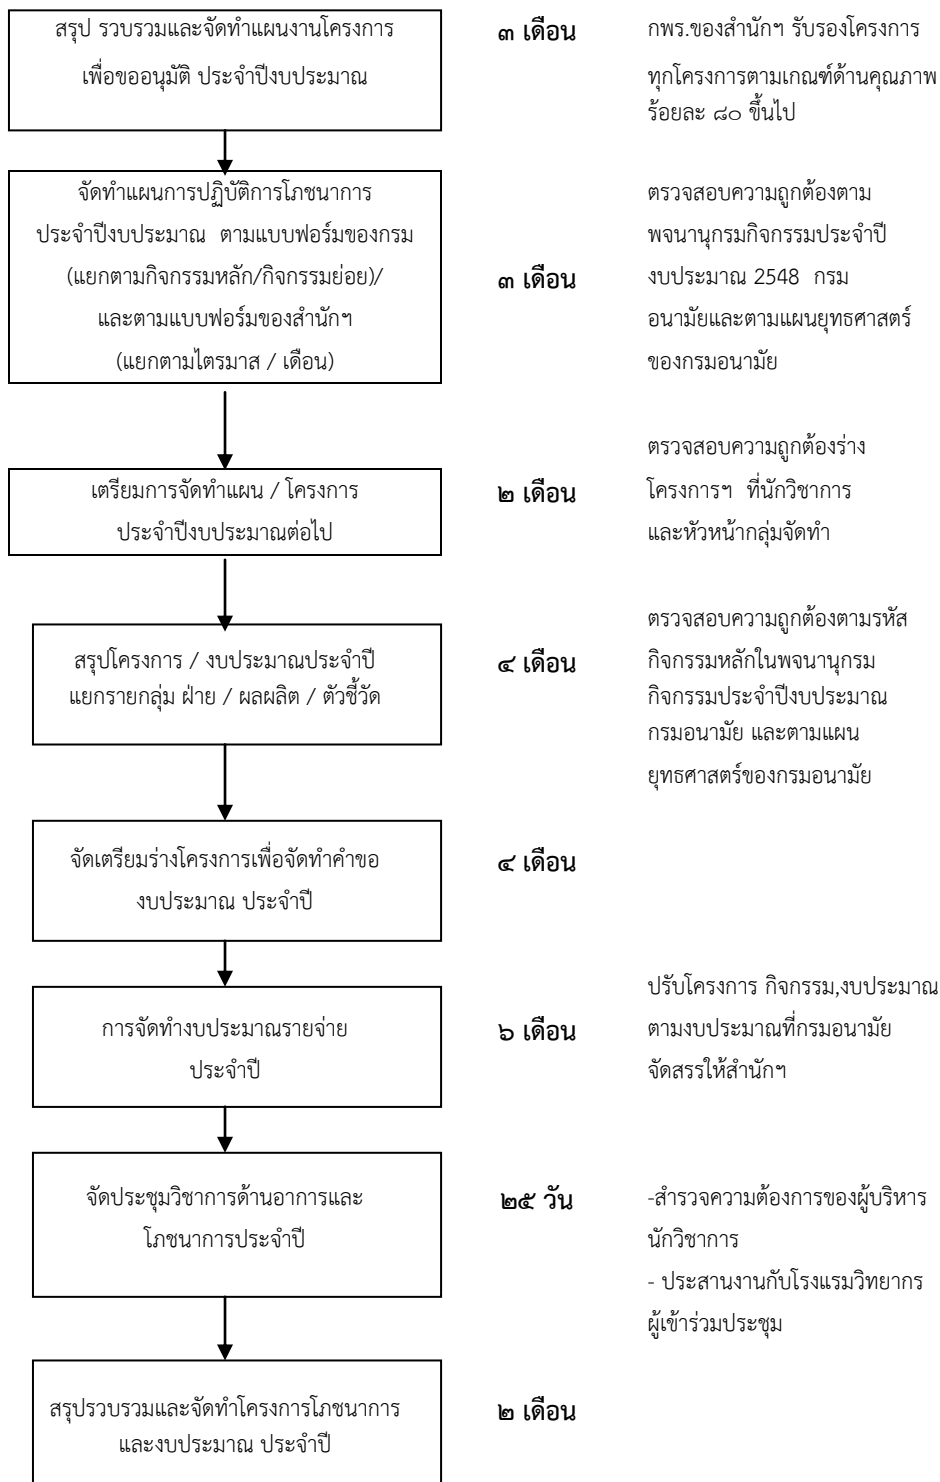 สรุป รวบรวมและจัดทำแผนงานโครงการ
เพื่อขออนุมัติ ประจำปีงบประมาณ
๓ เดือน
กพร.ของสำนักฯ รับรองโครงการ
ทุกโครงการตามเกณฑ์ด้านคุณภาพ
ร้อยละ ๘๐ ขึ้นไป
จัดทำแผนการปฏิบัติการโภชนาการ
ประจำปีงบประมาณ ตามแบบฟอร์มของกรม
(แยกตามกิจกรรมหลัก/กิจกรรมย่อย)/
และตามแบบฟอร์มของสำนักฯ
(แยกตามไตรมาส / เดือน)
๓ เดือน
ตรวจสอบความถูกต้องตาม
พจนานุกรมกิจกรรมประจำปี
งบประมาณ 2548 กรม
อนามัยและตามแผนยุทธศาสตร์
ของกรมอนามัย
เตรียมการจัดทำแผน / โครงการ
ประจำปีงบประมาณต่อไป
๒ เดือน
ตรวจสอบความถูกต้องร่าง
โครงการฯ ที่นักวิชาการ
และหัวหน้ากลุ่มจัดทำ
สรุปโครงการ / งบประมาณประจำปี
แยกรายกลุ่ม ฝ่าย / ผลผลิต / ตัวชี้วัด
๔ เดือน
ตรวจสอบความถูกต้องตามรหัส
กิจกรรมหลักในพจนานุกรม
กิจกรรมประจำปีงบประมาณ
กรมอนามัย และตามแผน
ยุทธศาสตร์ของกรมอนามัย
จัดเตรียมร่างโครงการเพื่อจัดทำคำขอ
งบประมาณ ประจำปี
๔ เดือน
การจัดทำงบประมาณรายจ่าย
ประจำปี
๖ เดือน
ปรับโครงการ กิจกรรม,งบประมาณ
ตามงบประมาณที่กรมอนามัย
จัดสรรให้สำนักฯ
จัดประชุมวิชาการด้านอาการและ
โภชนาการประจำปี
๒๕ วัน
-สำรวจความต้องการของผู้บริหาร
นักวิชาการ
- ประสานงานกับโรงแรมวิทยากร
ผู้เข้าร่วมประชุม
สรุปรวบรวมและจัดทำโครงการโภชนาการ
และงบประมาณ ประจำปี
๒ เดือน